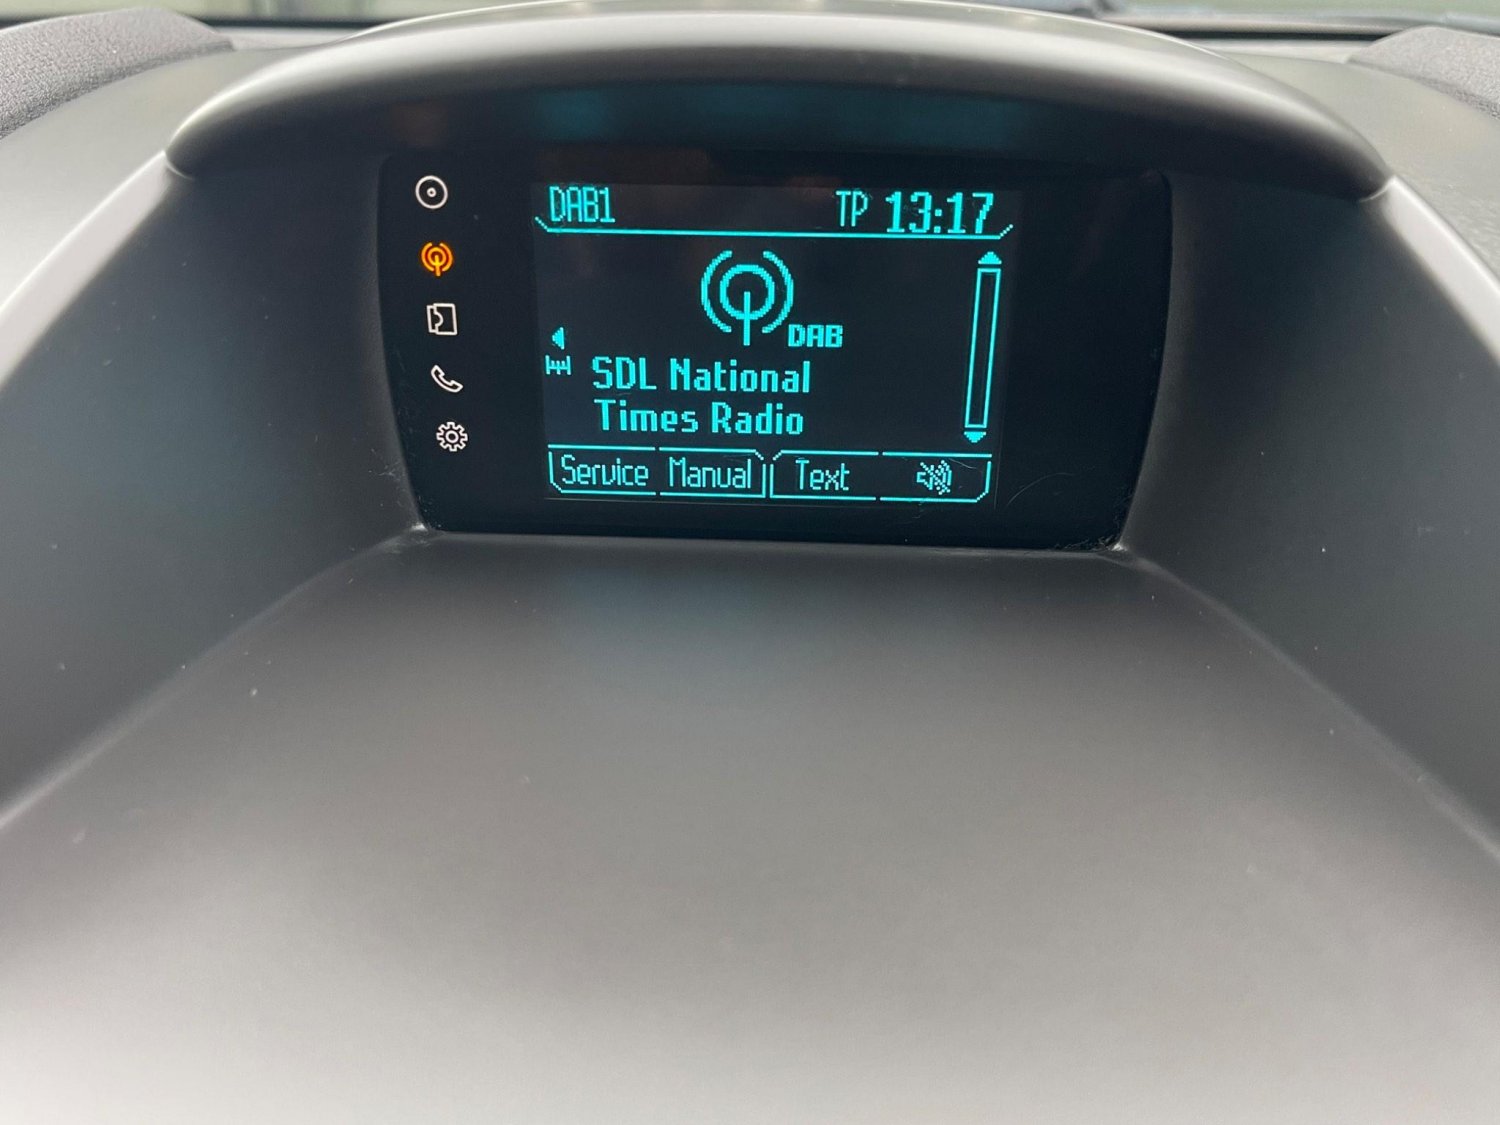 DAB1 TP 13:17
DAB
SDL National
Times Radio
Service Manual Text